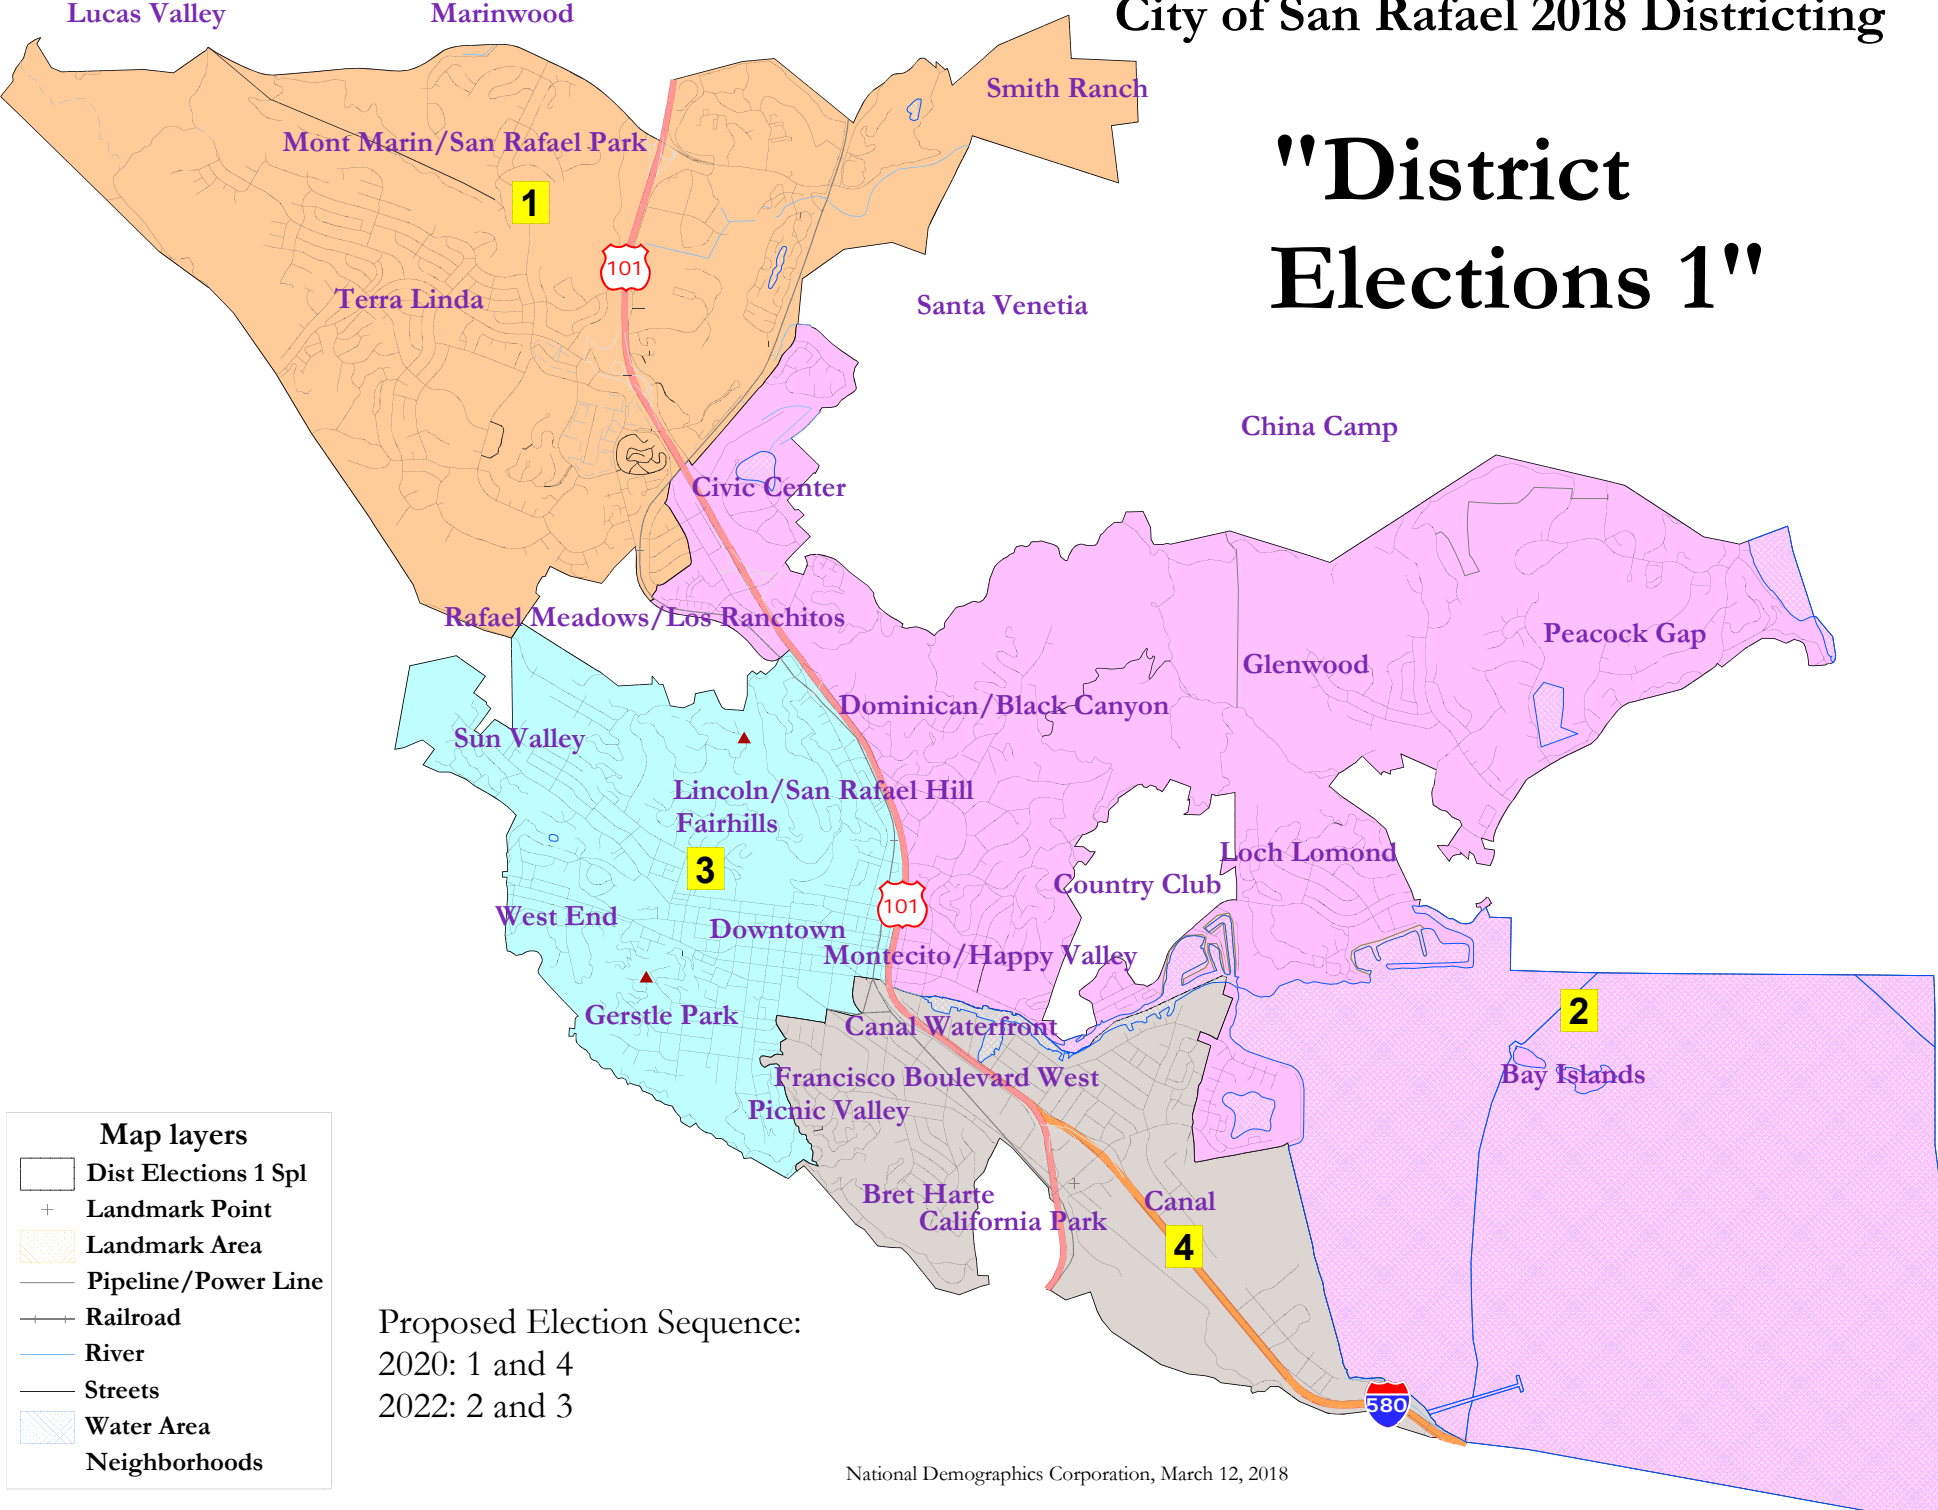 City of San Rafael 2018 Districting
"District
Elections 1"
Lucas Valley
Marinwood
Smith Ranch
Mont Marin/San Rafael Park
1
101
Terra Linda
Santa Venetia
China Camp
Civic Center
Rafael Meadows/Los Ranchitos
Peacock Gap
Glenwood
Dominican/Black Canyon
Sun Valley
Lincoln/San Rafael Hill
Fairhills
3
Loch Lomond
Country Club
101
West End
Downtown
Montecito/Happy Valley
2
Gerstle Park
Canal Waterfront
Bay Islands
Francisco Boulevard West
Picnic Valley
Bret Harte
Canal
California Park
4
580
Map layers
Dist Elections 1 Spl
Landmark Point
Landmark Area
Pipeline/Power Line
Railroad
River
Streets
Water Area
Neighborhoods
Proposed Election Sequence:
2020: 1 and 4
2022: 2 and 3
National Demographics Corporation, March 12, 2018